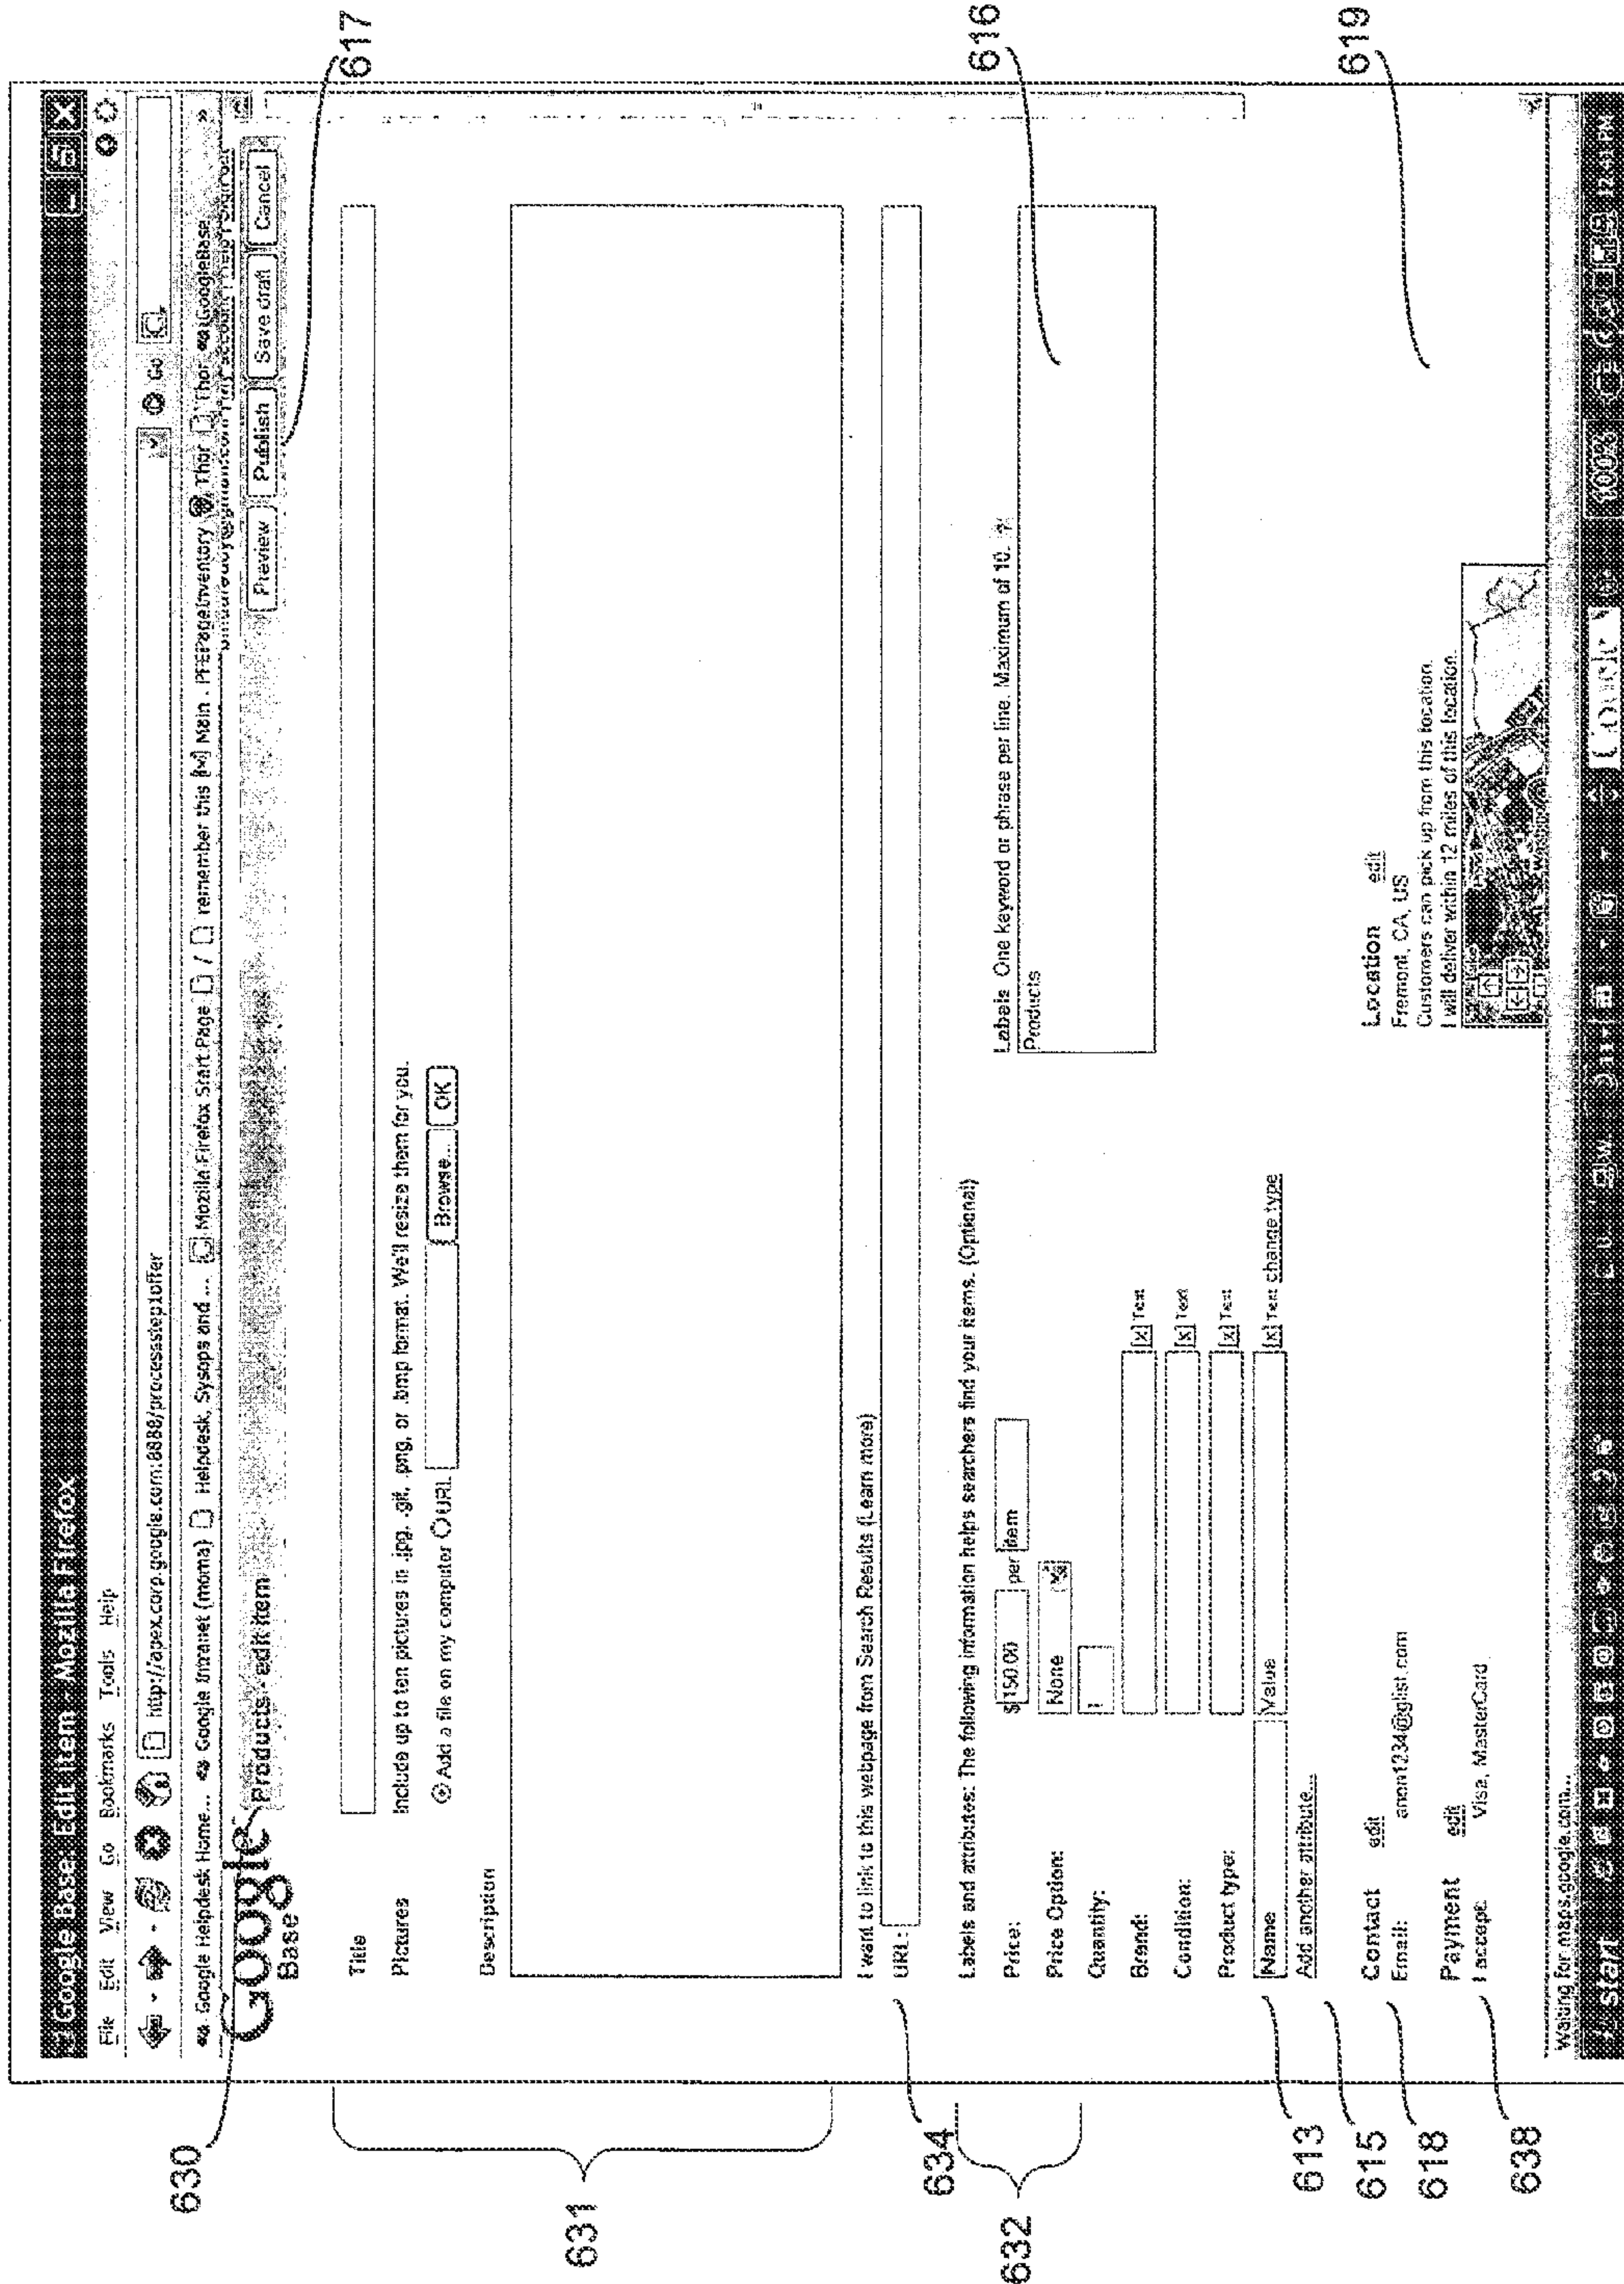 Google Base: Edit Item - Mozilla Firefox
File Edit View Go Bookmarks Tools Help
http://apex.corp.google.com:8888/processstep1offer Go
Google Helpdesk Home... Google Intranet (moma) Helpdesk, Sysops and ... Mozilla Firefox Start Page / remember this Main . PFEPageInventory Thor Thor GoogleBase »
630
Google Base
Products - edit item
Preview Publish Save draft Cancel
617
631
Title
Pictures Include up to ten pictures in .jpg, .gif, .png, or .bmp format. We'll resize them for you.
Add a file on my computer URL Browse... OK
Description
I want to link to this webpage from Search Results (Learn more)
634
URL:
632
Labels and attributes: The following information helps searchers find your items. (Optional)
Price: $ 150.00 per item
Labels One keyword or phrase per line. Maximum of 10.
Products
616
Price Option: None
Quantity: 1
Brand: [x] Text
Condition: [x] Text
Product type: [x] Text
613
Name Value [x] Text change type
615
Add another attribute...
618
Contact edit
Email: anon1234@glist.com
638
Payment edit
I accept: Visa, MasterCard
619
Location edit
Fremont, CA, US
Customers can pick up from this location.
I will deliver within 12 miles of this location.
Waiting for maps.google.com...
start 100% 12:01 PM